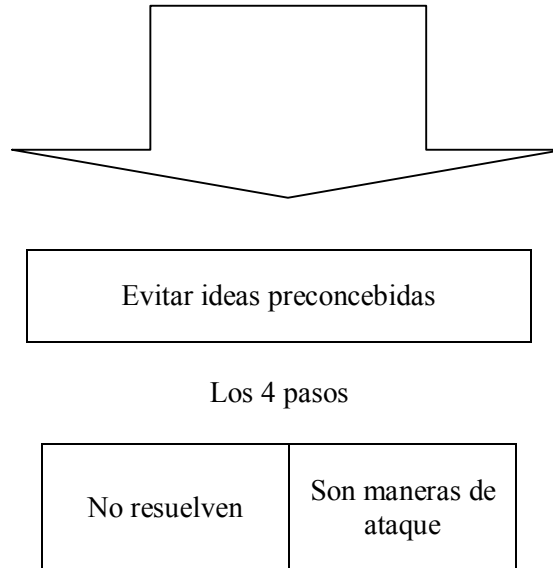 Evitar ideas preconcebidas
Los 4 pasos
No resuelven
Son maneras de
ataque